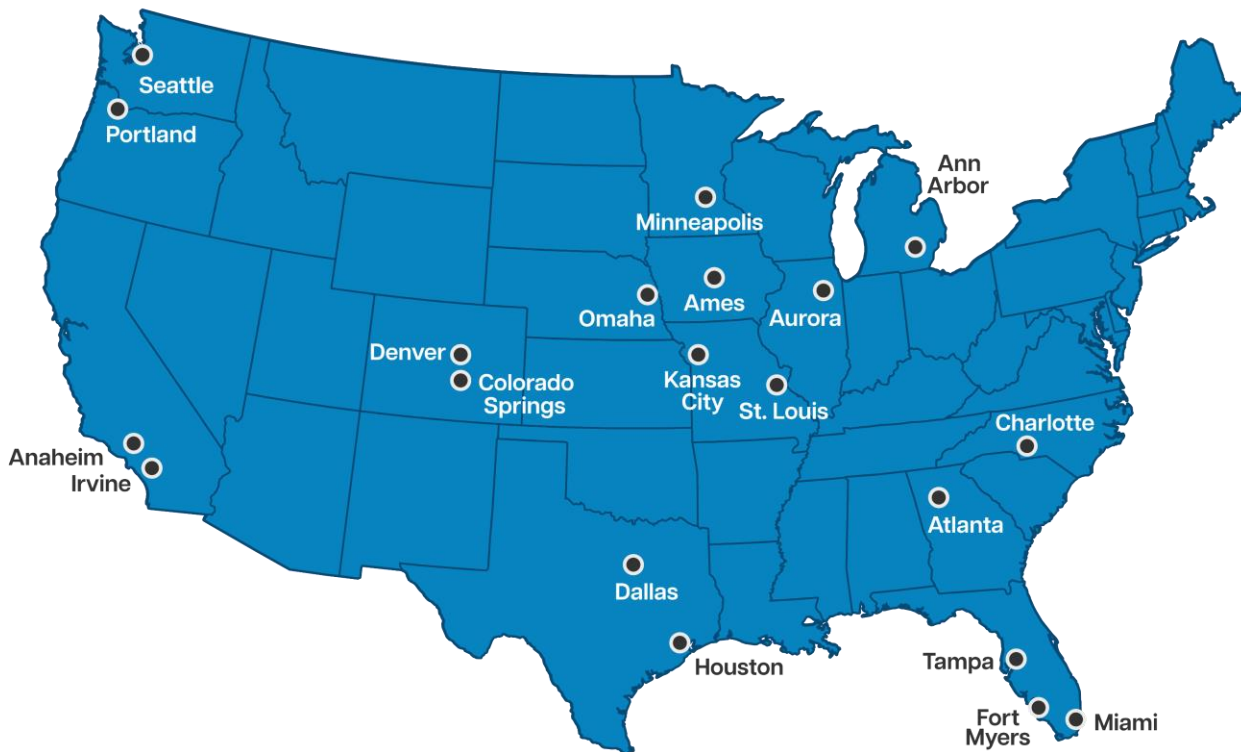 Seattle
Portland
Ann
Arbor
Minneapolis
Ames
Omaha
Aurora
Denver
Colorado
Springs
Kansas
City
St. Louis
Charlotte
Anaheim
Irvine
Atlanta
Dallas
Houston
Tampa
Fort
Myers
Miami